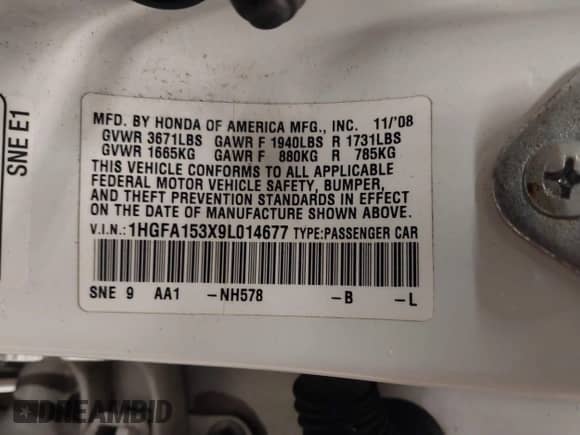 SNE E1
MFD. BY HONDA OF AMERICA MFG., INC. 11/'08
GVWR 3671LBS GAWR F 1940LBS R 1731LBS
GVWR 1665KG GAWR F 880KG R 785KG
THIS VEHICLE CONFORMS TO ALL APPLICABLE
FEDERAL MOTOR VEHICLE SAFETY, BUMPER,
AND THEFT PREVENTION STANDARDS IN EFFECT
ON THE DATE OF MANUFACTURE SHOWN ABOVE.
V.I.N.: 1HGFA153X9L014677 TYPE:PASSENGER CAR
SNE 9 AA1 -NH578 -B -L
DREAMBID